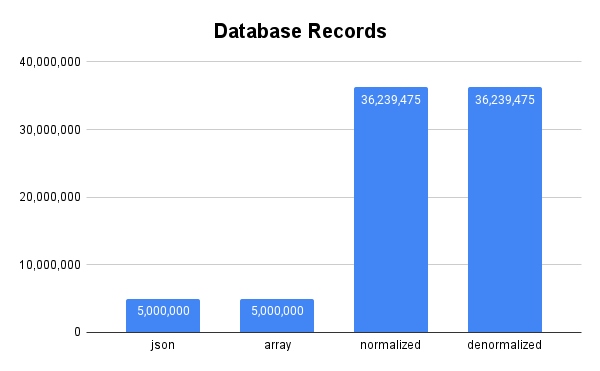 Database Records
40,000,000
30,000,000
20,000,000
10,000,000
0
5,000,000
5,000,000
36,239,475
36,239,475
json
array
normalized
denormalized